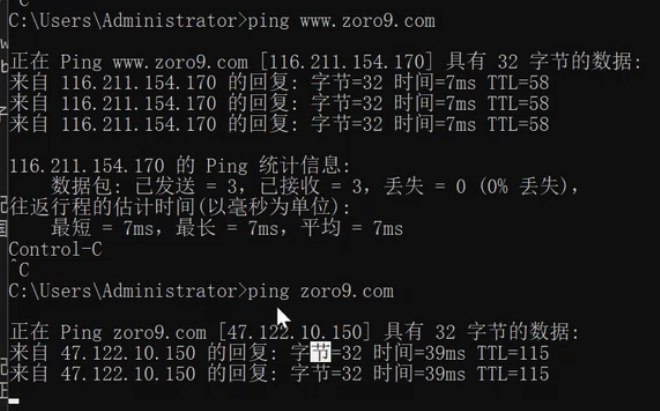 C:\Users\Administrator>ping www.zoro9.com
正在 Ping www.zoro9.com [116.211.154.170] 具有 32 字节的数据:
来自 116.211.154.170 的回复: 字节=32 时间=7ms TTL=58
来自 116.211.154.170 的回复: 字节=32 时间=7ms TTL=58
来自 116.211.154.170 的回复: 字节=32 时间=7ms TTL=58
116.211.154.170 的 Ping 统计信息:
数据包: 已发送 = 3，已接收 = 3，丢失 = 0 (0% 丢失)，
往返行程的估计时间(以毫秒为单位):
最短 = 7ms，最长 = 7ms，平均 = 7ms
Control-C
^C
C:\Users\Administrator>ping zoro9.com
正在 Ping zoro9.com [47.122.10.150] 具有 32 字节的数据:
来自 47.122.10.150 的回复: 字节=32 时间=39ms TTL=115
来自 47.122.10.150 的回复: 字节=32 时间=39ms TTL=115